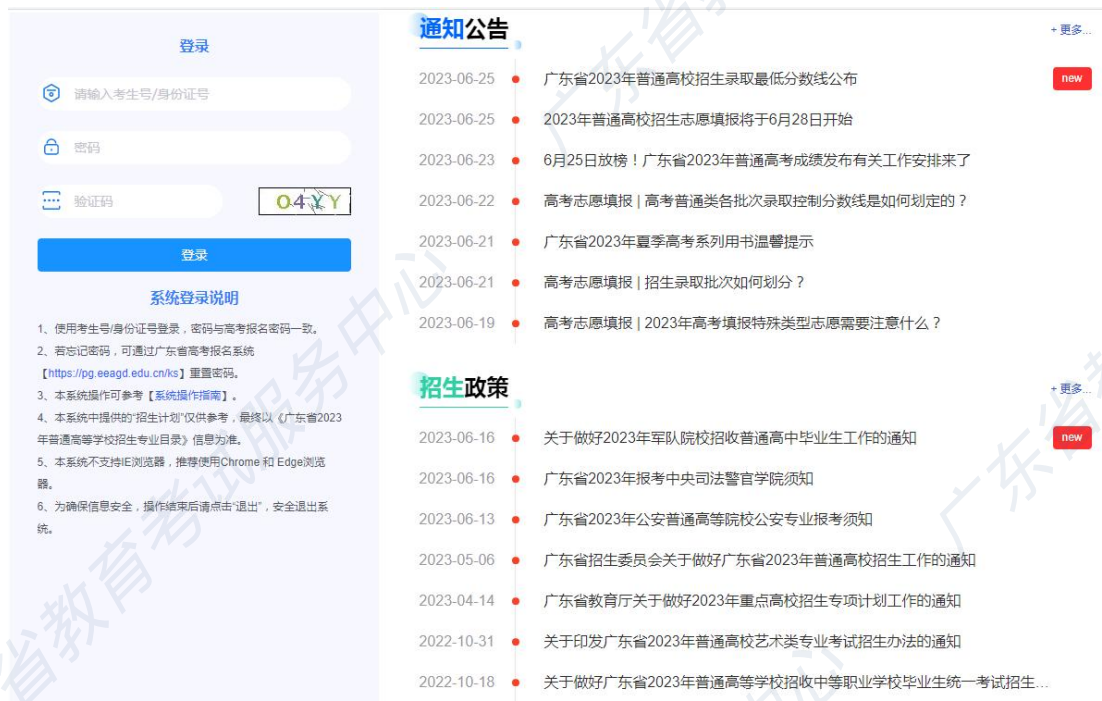 登录
请输入考生号/身份证号
密码
验证码
O4YY
登录
系统登录说明
1、使用考生号/身份证号登录，密码与高考报名密码一致。
2、若忘记密码，可通过广东省高考报名系统
【https://pg.eeagd.edu.cn/ks】重置密码。
3、本系统操作可参考【系统操作指南】。
4、本系统中提供的“招生计划”仅供参考，最终以《广东省2023
年普通高等学校招生专业目录》信息为准。
5、本系统不支持IE浏览器，推荐使用Chrome 和 Edge浏览
器。
6、为确保信息安全，操作结束后请点击“退出”，安全退出系
统。
通知公告
+ 更多...
2023-06-25 广东省2023年普通高校招生录取最低分数线公布 new
2023-06-25 2023年普通高校招生志愿填报将于6月28日开始
2023-06-23 6月25日放榜！广东省2023年普通高考成绩发布有关工作安排来了
2023-06-22 高考志愿填报 | 高考普通类各批次录取控制分数线是如何划定的？
2023-06-21 广东省2023年夏季高考系列用书温馨提示
2023-06-21 高考志愿填报 | 招生录取批次如何划分？
2023-06-19 高考志愿填报 | 2023年高考填报特殊类型志愿需要注意什么？
招生政策
+ 更多...
2023-06-16 关于做好2023年军队院校招收普通高中毕业生工作的通知 new
2023-06-16 广东省2023年报考中央司法警官学院须知
2023-06-13 广东省2023年公安普通高等院校公安专业报考须知
2023-05-06 广东省招生委员会关于做好广东省2023年普通高校招生工作的通知
2023-04-14 广东省教育厅关于做好2023年重点高校招生专项计划工作的通知
2022-10-31 关于印发广东省2023年普通高校艺术类专业考试招生办法的通知
2022-10-18 关于做好广东省2023年普通高等学校招收中等职业学校毕业生统一考试招生...
省教育考试服务中心
广东省教
广东省教
中心